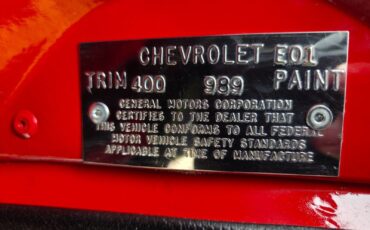 CHEVROLET E01
TRIM 400 989 PAINT
GENERAL MOTORS CORPORATION
CERTIFIES TO THE DEALER THAT
THIS VEHICLE CONFORMS TO ALL FEDERAL
MOTOR VEHICLE SAFETY STANDARDS
APPLICABLE AT TIME OF MANUFACTURE